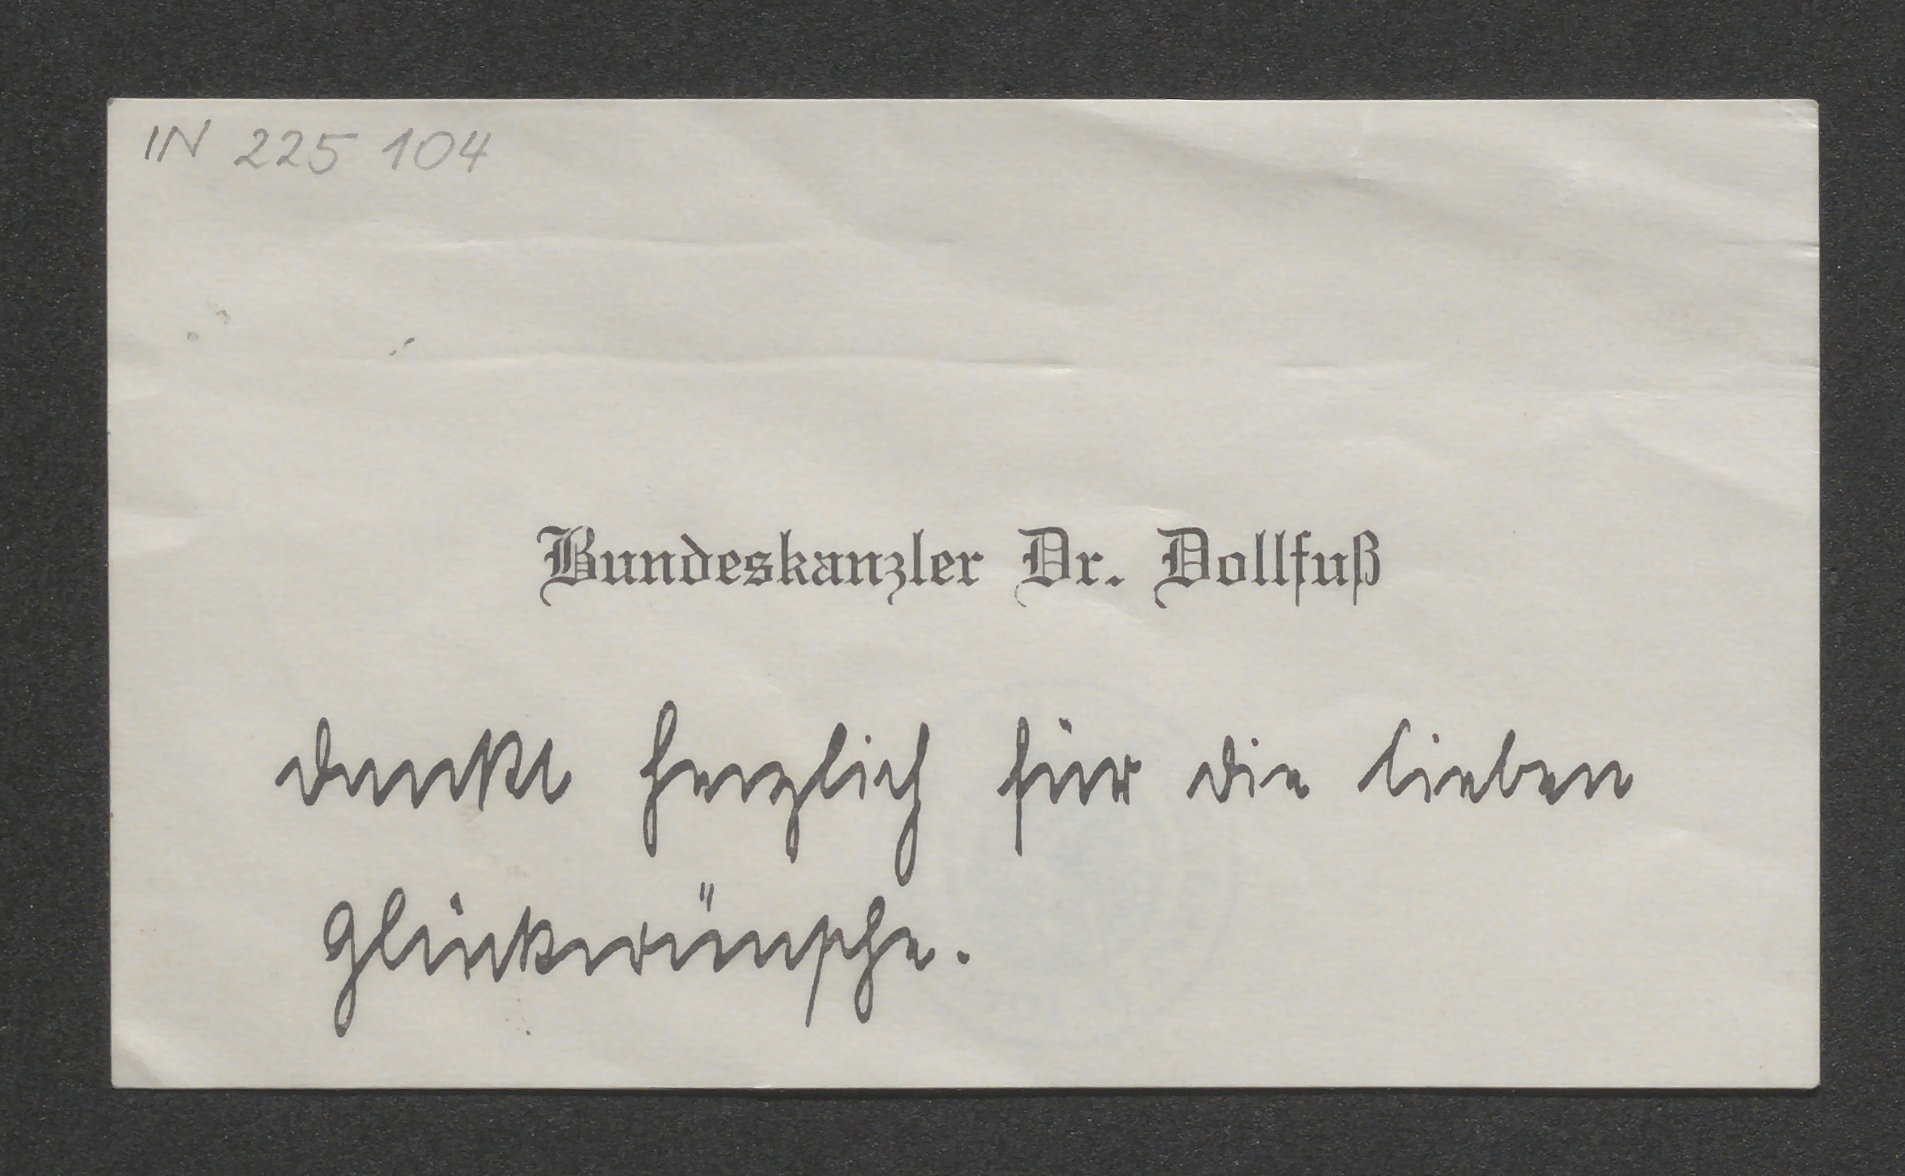 IN 225 104
Bundeskanzler Dr. Dollfuß
dankt herzlich für die lieben
Glückwünsche.